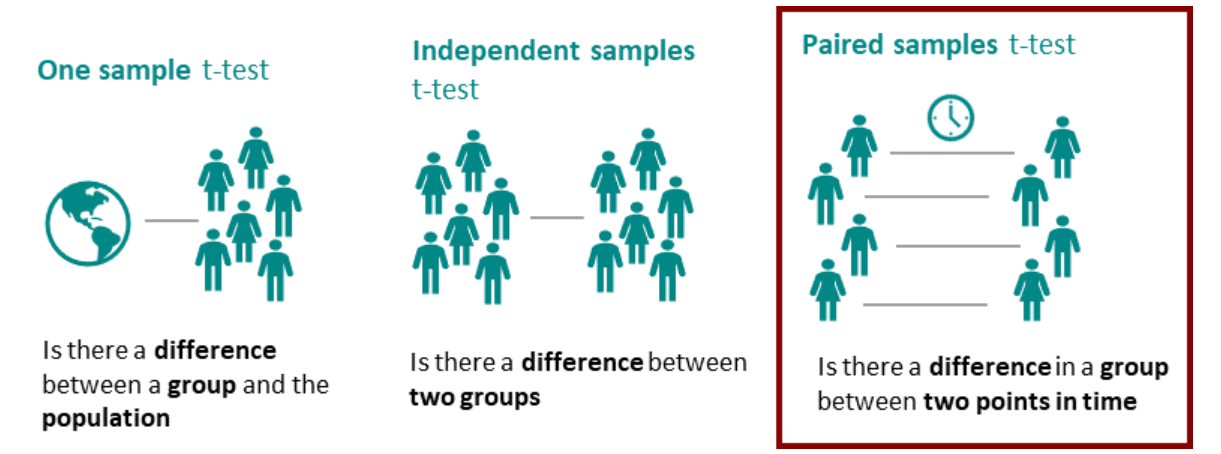 One sample t-test
Is there a difference
between a group and the
population
Independent samples
t-test
Is there a difference between
two groups
Paired samples t-test
Is there a difference in a group
between two points in time